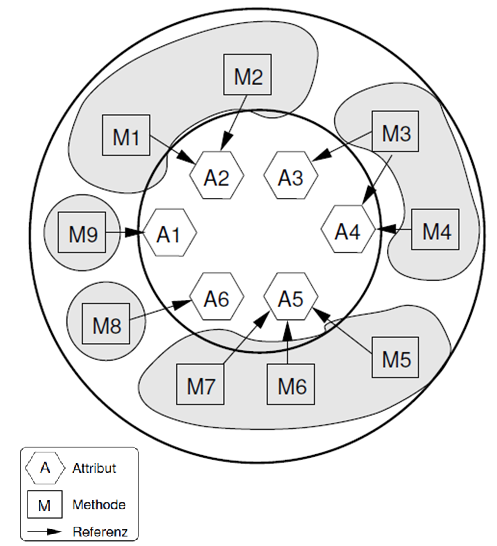 M2
M1
M3
A2
A3
M9
A1
A4
M4
M8
A6
A5
M5
M7
M6
A Attribut
M Methode
Referenz